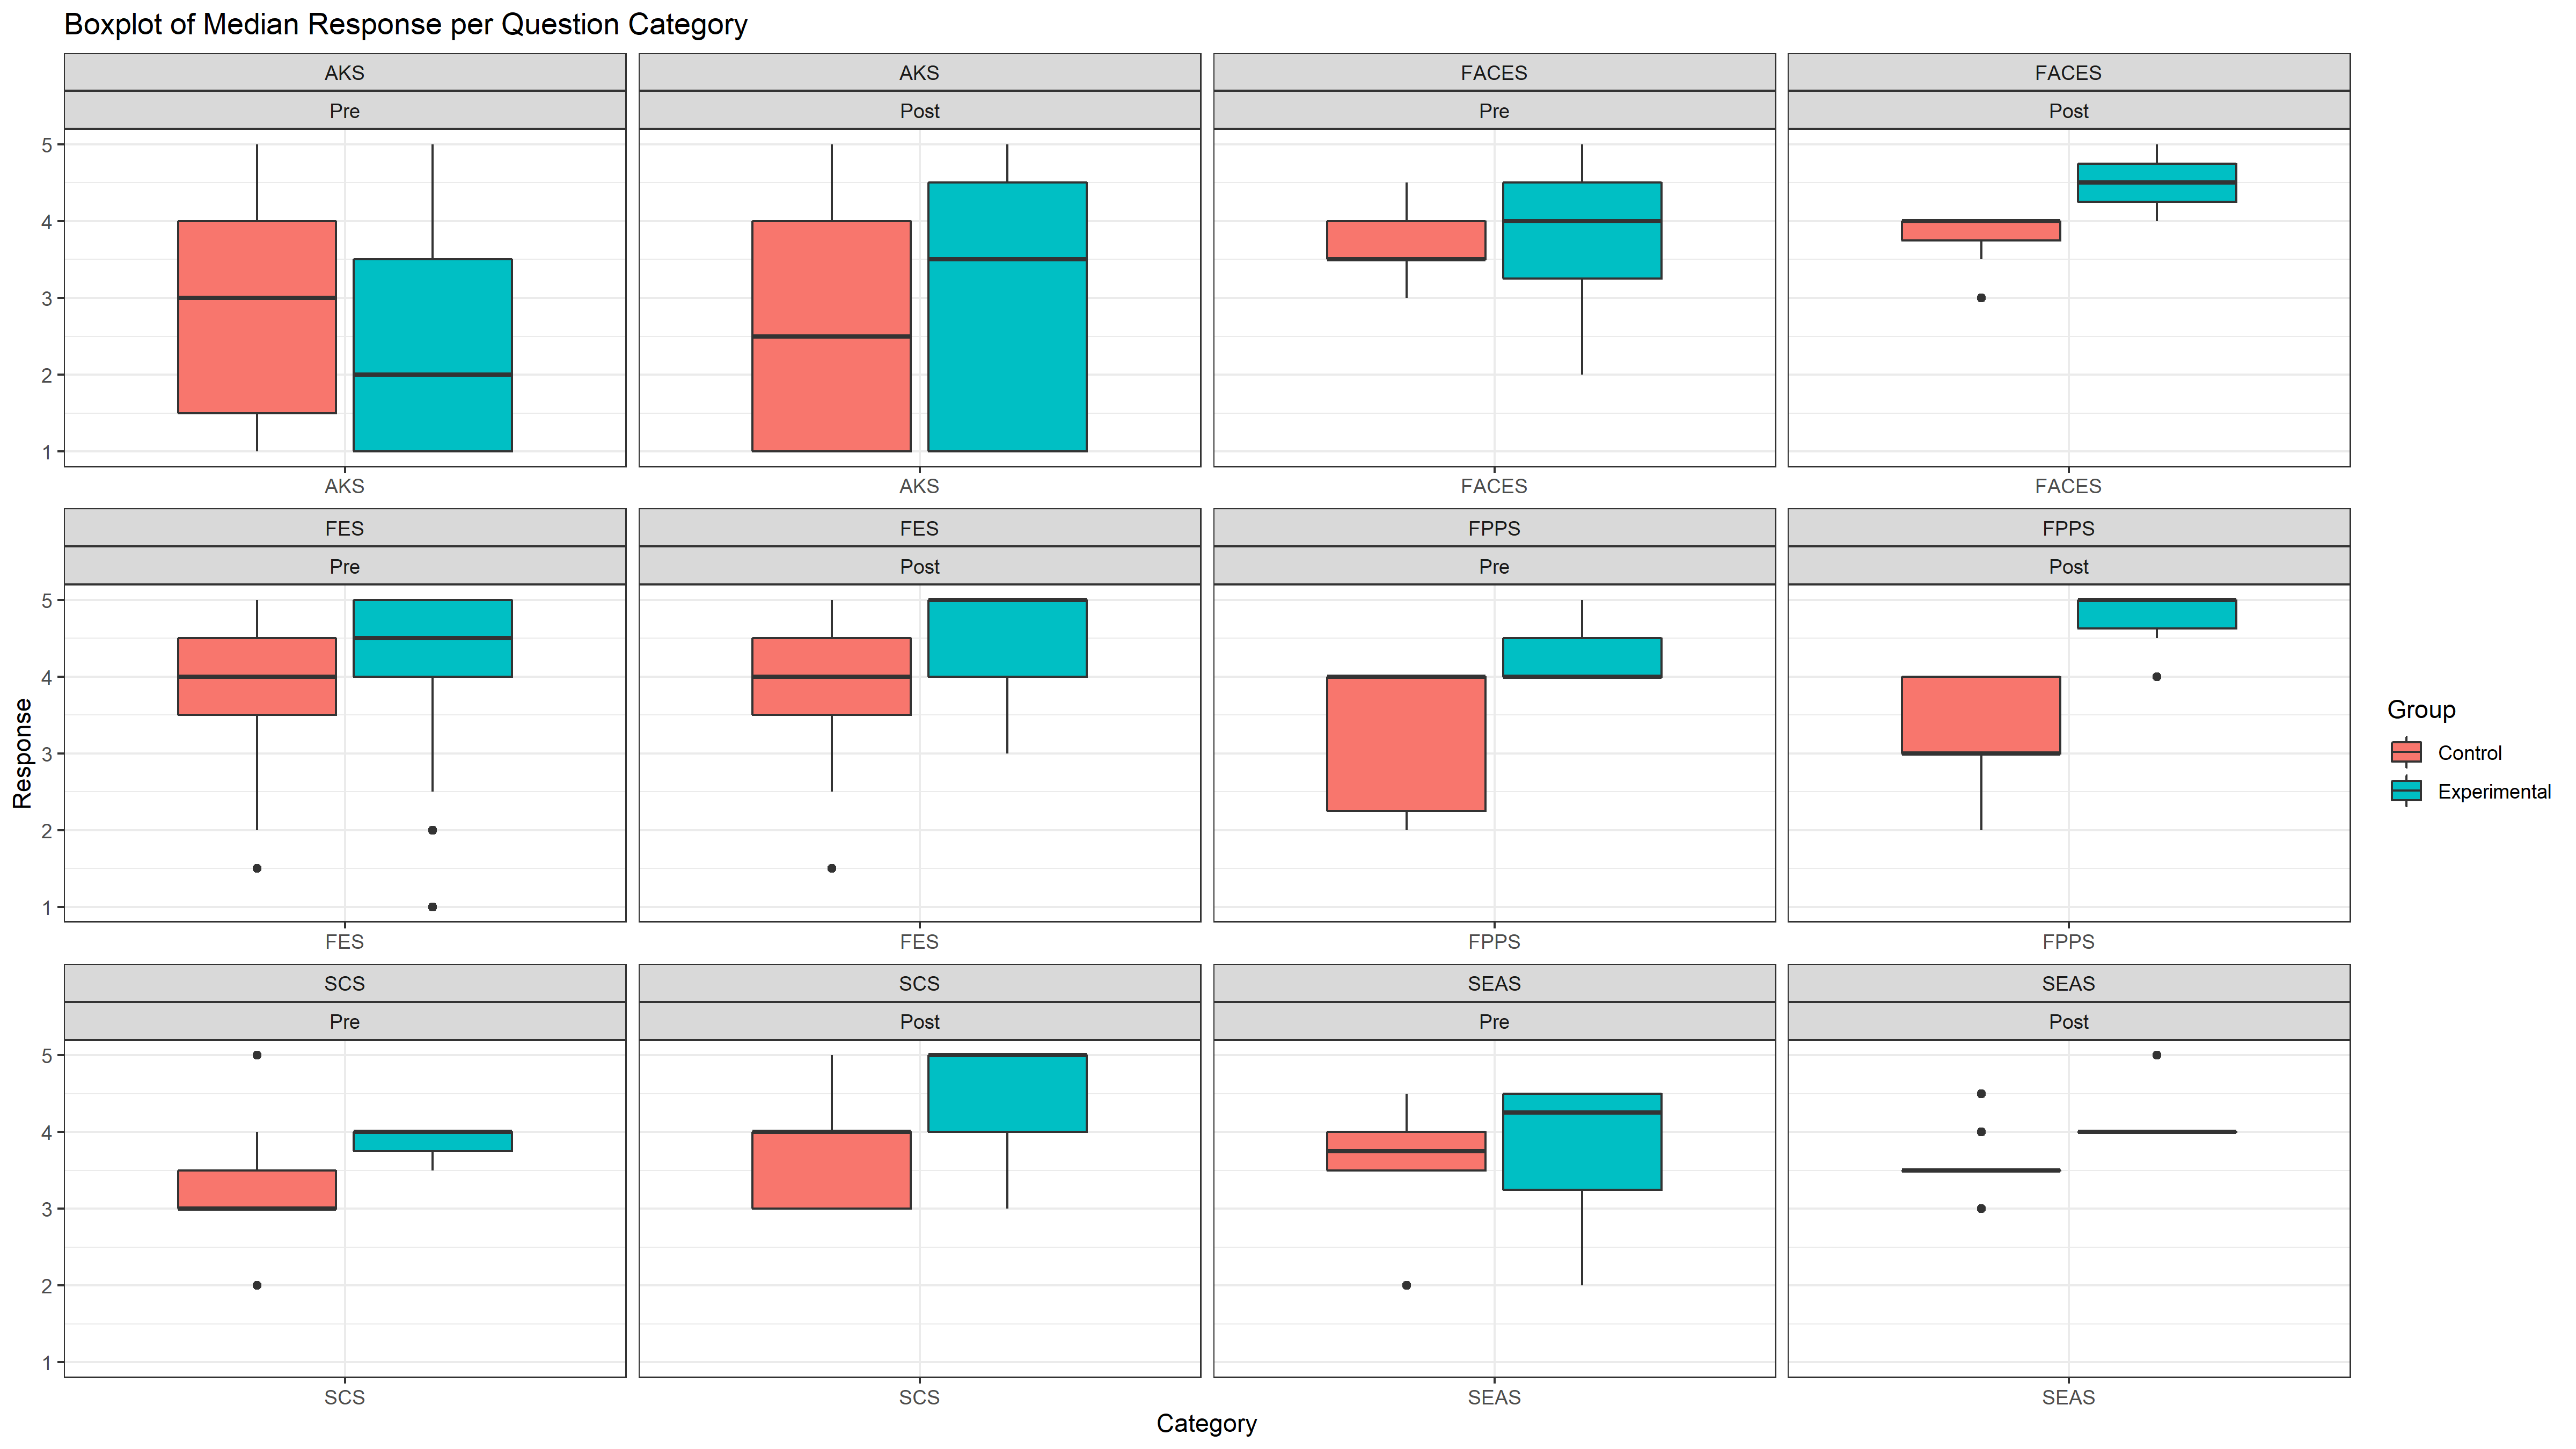 Boxplot of Median Response per Question Category
AKS
AKS
FACES
FACES
Pre
Post
Pre
Post
5
4
3
2
1
AKS
AKS
FACES
FACES
FES
FES
FPPS
FPPS
Pre
Post
Pre
Post
5
4
3
2
1
FES
FES
FPPS
FPPS
SCS
SCS
SEAS
SEAS
Pre
Post
Pre
Post
5
4
3
2
1
SCS
SCS
SEAS
SEAS
Category
Response
Group
Control
Experimental